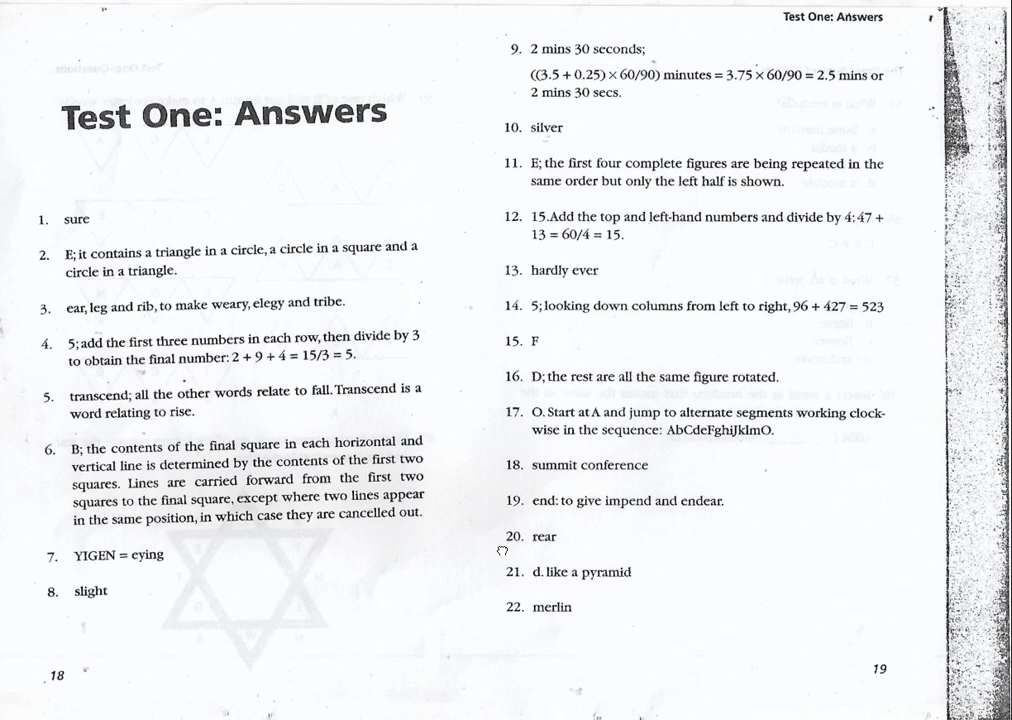 Test One: Answers
1. sure
2. E; it contains a triangle in a circle, a circle in a square and a
circle in a triangle.
3. ear, leg and rib, to make weary, elegy and tribe.
4. 5; add the first three numbers in each row, then divide by 3
to obtain the final number: 2 + 9 + 4 = 15/3 = 5.
5. transcend; all the other words relate to fall. Transcend is a
word relating to rise.
6. B; the contents of the final square in each horizontal and
vertical line is determined by the contents of the first two
squares. Lines are carried forward from the first two
squares to the final square, except where two lines appear
in the same position, in which case they are cancelled out.
7. YIGEN = eying
8. slight
18
Test One: Answers
9. 2 mins 30 seconds;
((3.5 + 0.25) × 60/90) minutes = 3.75 × 60/90 = 2.5 mins or
2 mins 30 secs.
10. silver
11. E; the first four complete figures are being repeated in the
same order but only the left half is shown.
12. 15. Add the top and left-hand numbers and divide by 4: 47 +
13 = 60/4 = 15.
13. hardly ever
14. 5; looking down columns from left to right, 96 + 427 = 523
15. F
16. D; the rest are all the same figure rotated.
17. O. Start at A and jump to alternate segments working clock-
wise in the sequence: AbCdeFghiJklmO.
18. summit conference
19. end: to give impend and endear.
20. rear
21. d. like a pyramid
22. merlin
19